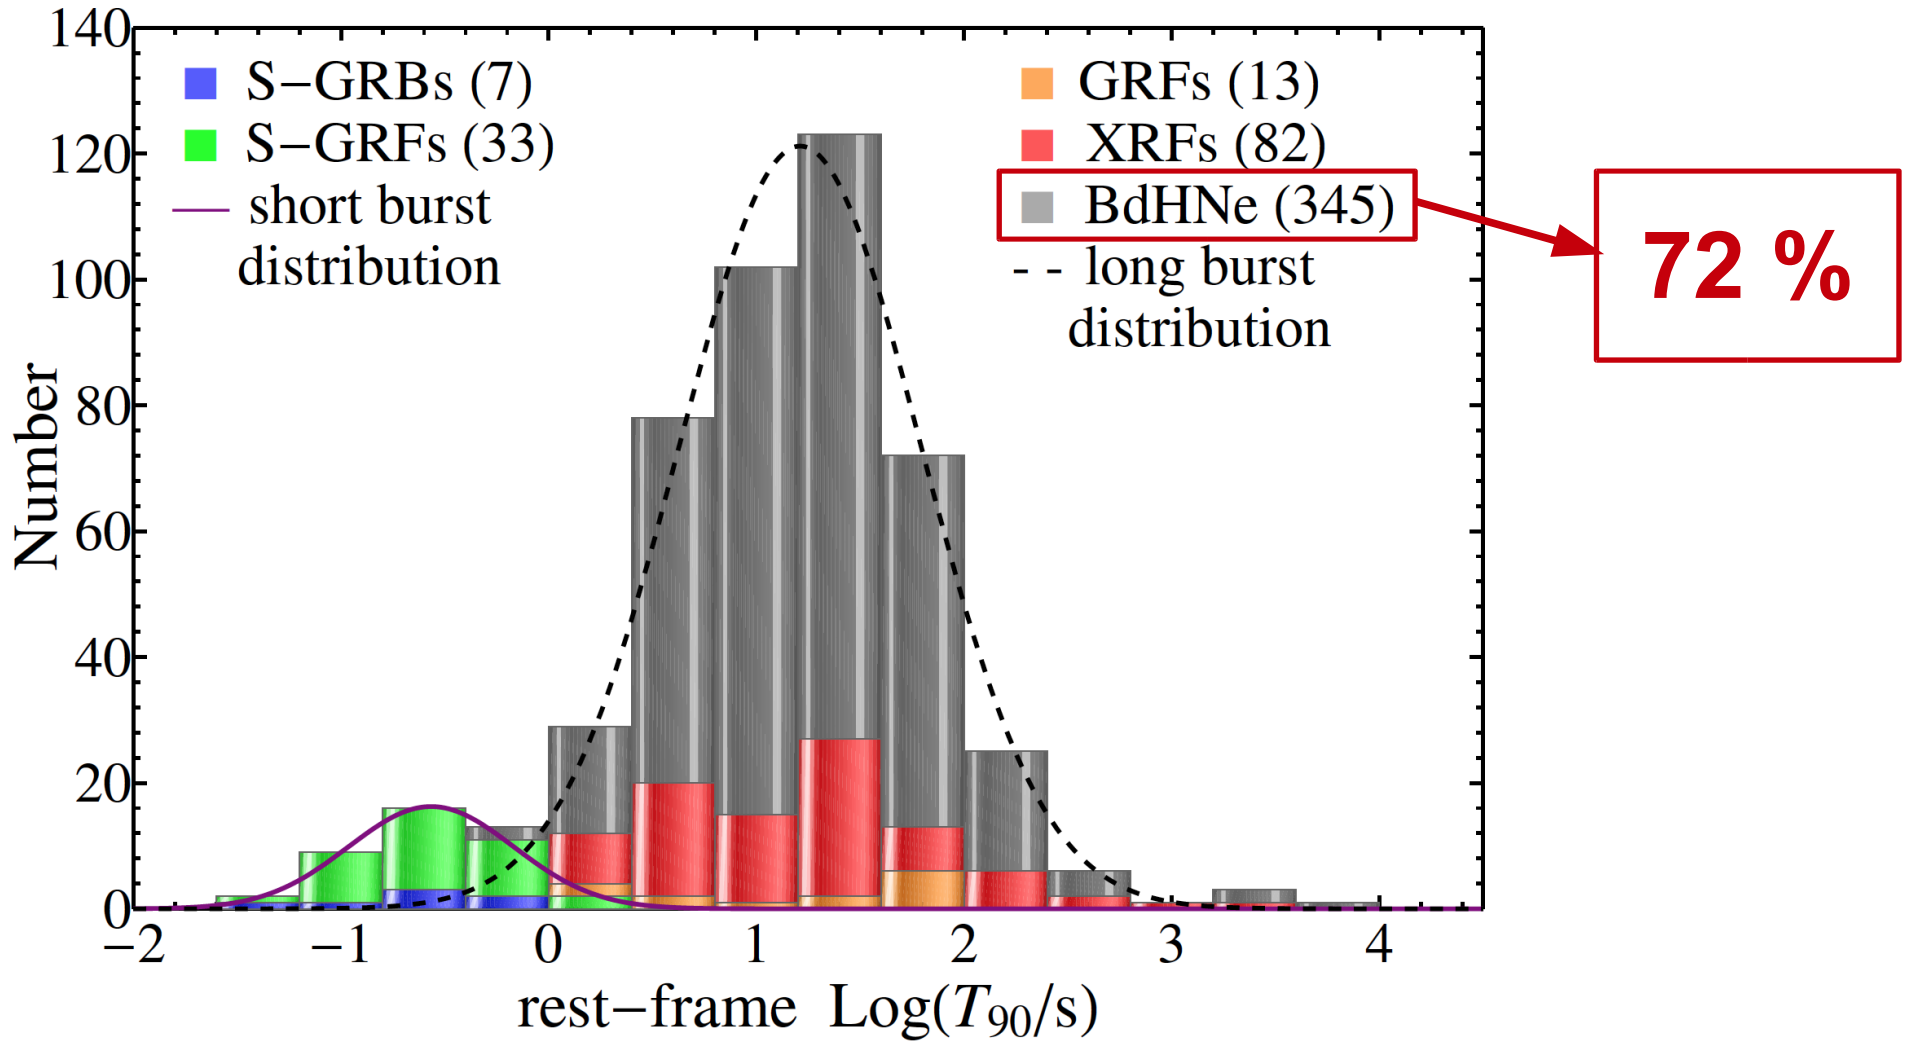 140
120
100
80
60
40
20
0
Number
S−GRBs (7)
S−GRFs (33)
short burst
distribution
GRFs (13)
XRFs (82)
BdHNe (345)
long burst
distribution
72 %
−2 −1 0 1 2 3 4
rest−frame Log(T90/s)